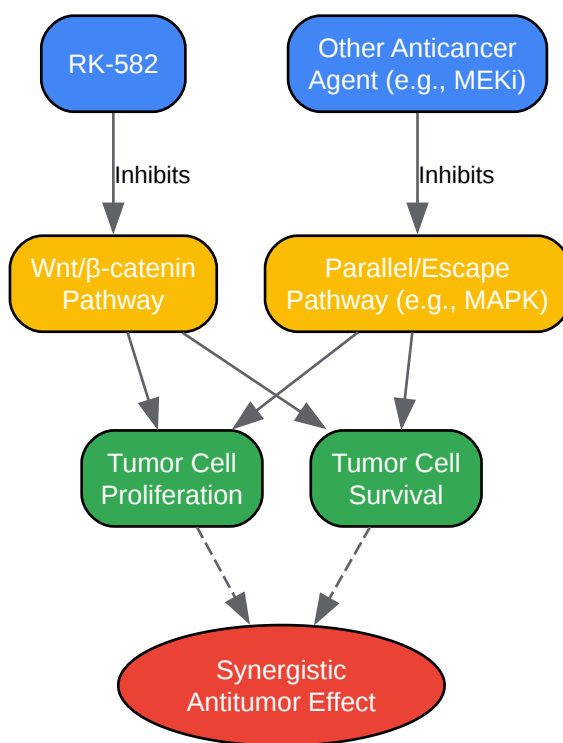 RK-582
Other Anticancer
Agent (e.g., MEKi)
Inhibits
Inhibits
Wnt/β-catenin
Pathway
Parallel/Escape
Pathway (e.g., MAPK)
Tumor Cell
Proliferation
Tumor Cell
Survival
Synergistic
Antitumor Effect